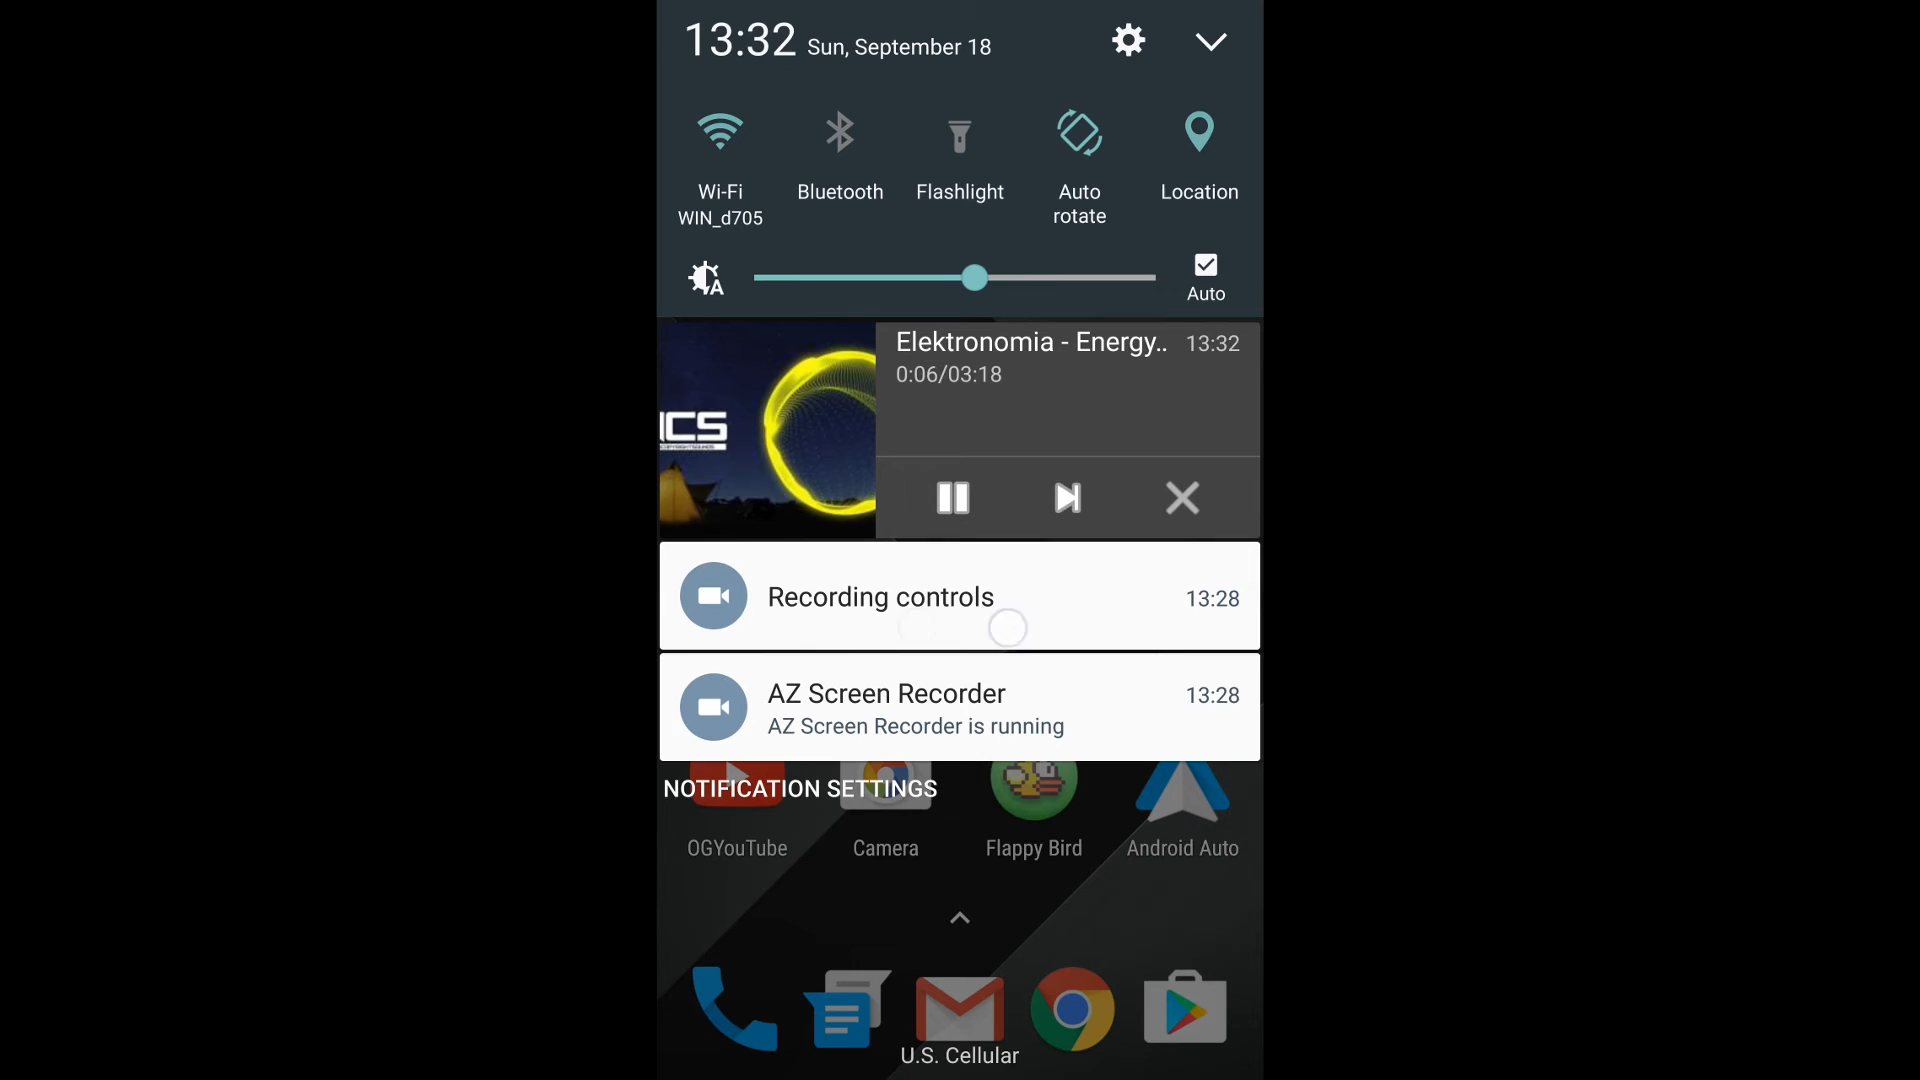 13:32 Sun, September 18
Wi-Fi
WIN_d705
Bluetooth
Flashlight
Auto
rotate
Location
A
Auto
Elektronomia - Energy.. 13:32
0:06/03:18
CS
Recording controls 13:28
AZ Screen Recorder 13:28
AZ Screen Recorder is running
NOTIFICATION SETTINGS
OGYouTube
Camera
Flappy Bird
Android Auto
U.S. Cellular